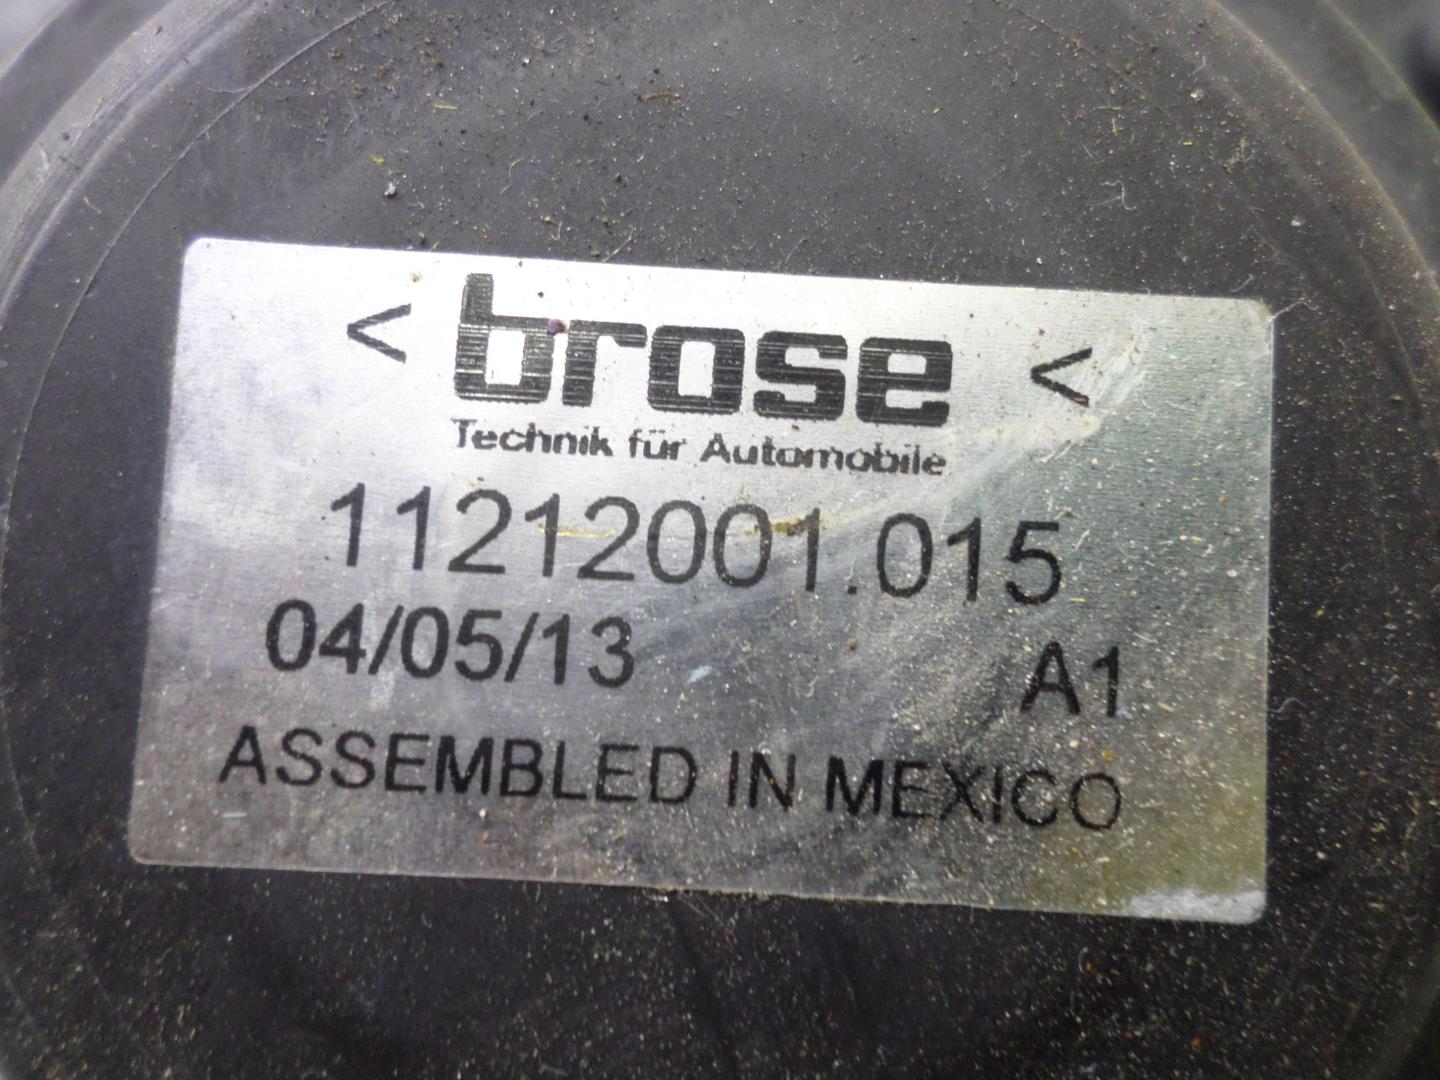 < brose <
Technik für Automobile
11212001.015
04/05/13 A1
ASSEMBLED IN MEXICO